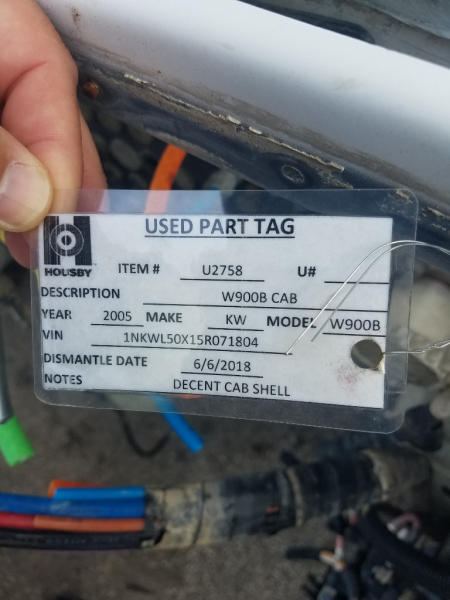 USED PART TAG
HOUSBY
ITEM # U2758 U#
DESCRIPTION W900B CAB
YEAR 2005 MAKE KW MODEL W900B
VIN 1NKWL50X15R071804
DISMANTLE DATE 6/6/2018
NOTES DECENT CAB SHELL